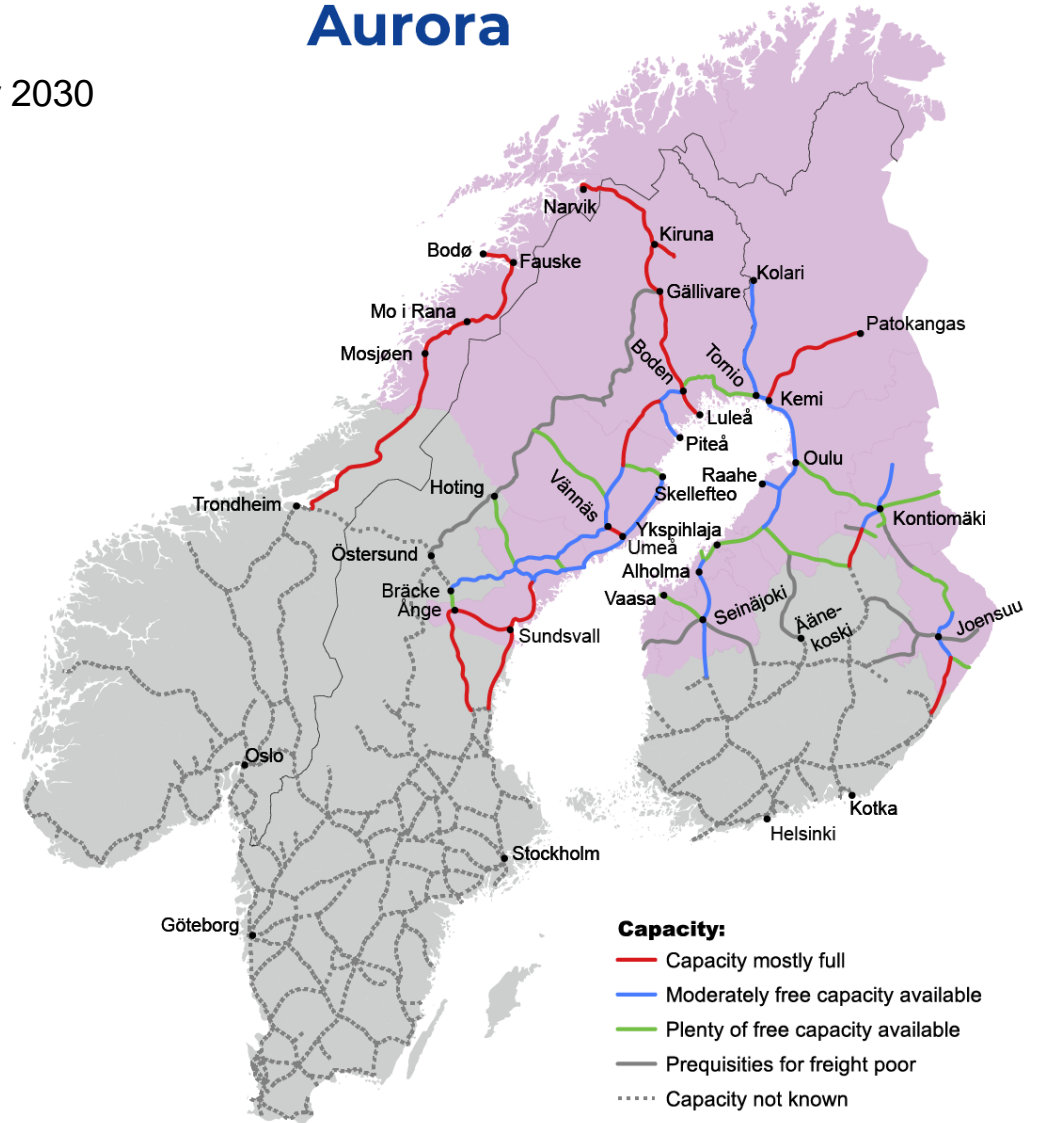 Aurora
2030
Narvik
Kiruna
Bodø
Fauske
Kolari
Gällivare
Mo i Rana
Patokangas
Mosjøen
Boden
Tornio
Kemi
Luleå
Piteå
Oulu
Raahe
Hoting
Vännäs
Skellefteo
Trondheim
Kontiomäki
Ykspihlaja
Umeå
Östersund
Alholma
Bräcke
Vaasa
Ånge
Seinäjoki
Ääne-
koski
Joensuu
Sundsvall
Oslo
Kotka
Helsinki
Stockholm
Göteborg
Capacity:
Capacity mostly full
Moderately free capacity available
Plenty of free capacity available
Prequisities for freight poor
Capacity not known